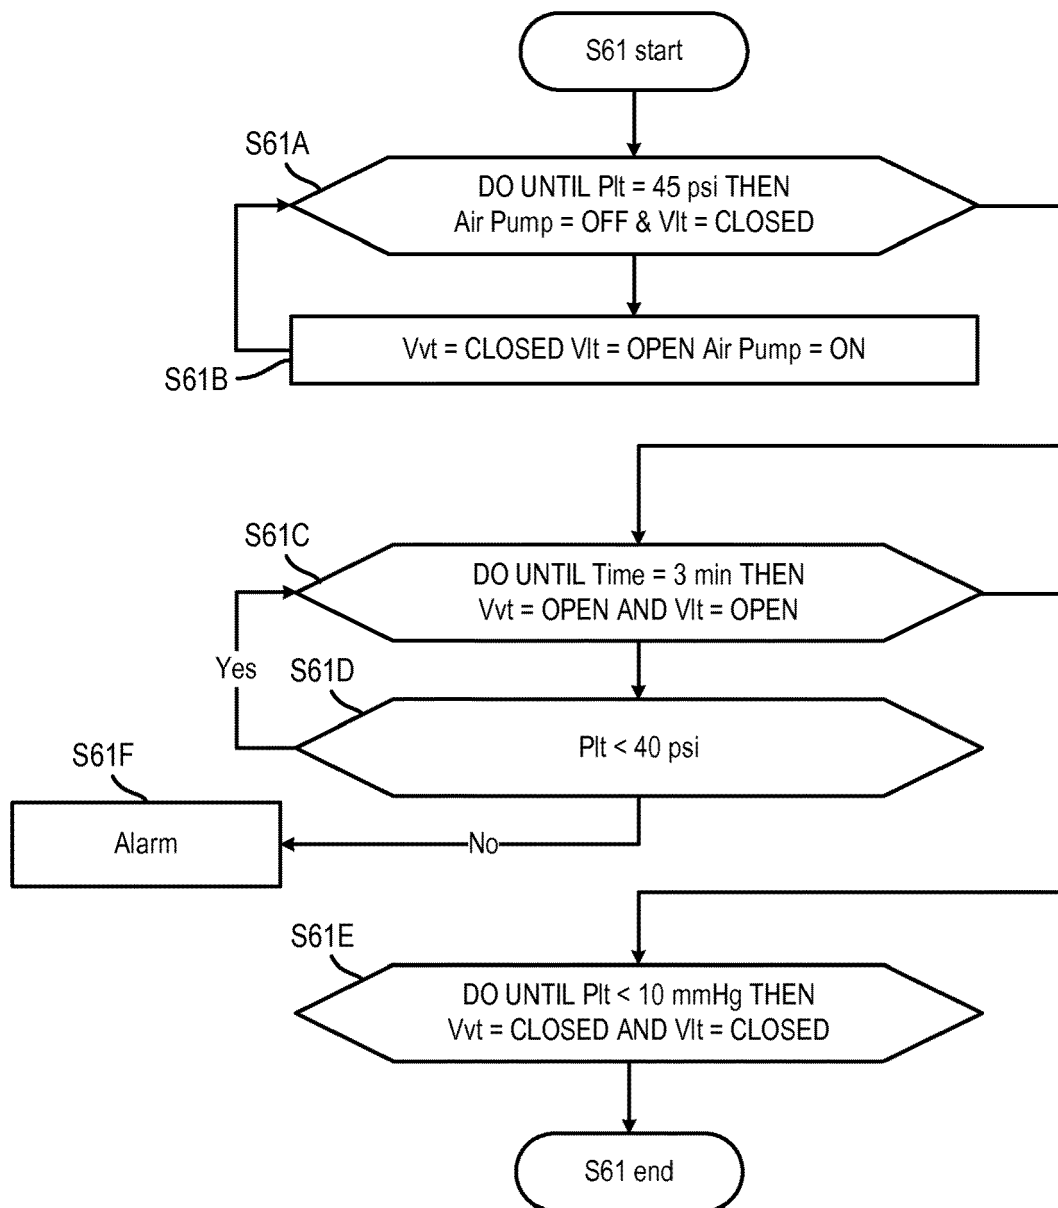 S61 start
S61A
DO UNTIL Plt = 45 psi THEN
Air Pump = OFF & Vlt = CLOSED
Vvt = CLOSED Vlt = OPEN Air Pump = ON
S61B
S61C
DO UNTIL Time = 3 min THEN
Vvt = OPEN AND Vlt = OPEN
Yes
S61D
Plt < 40 psi
S61F
Alarm
No
S61E
DO UNTIL Plt < 10 mmHg THEN
Vvt = CLOSED AND Vlt = CLOSED
S61 end